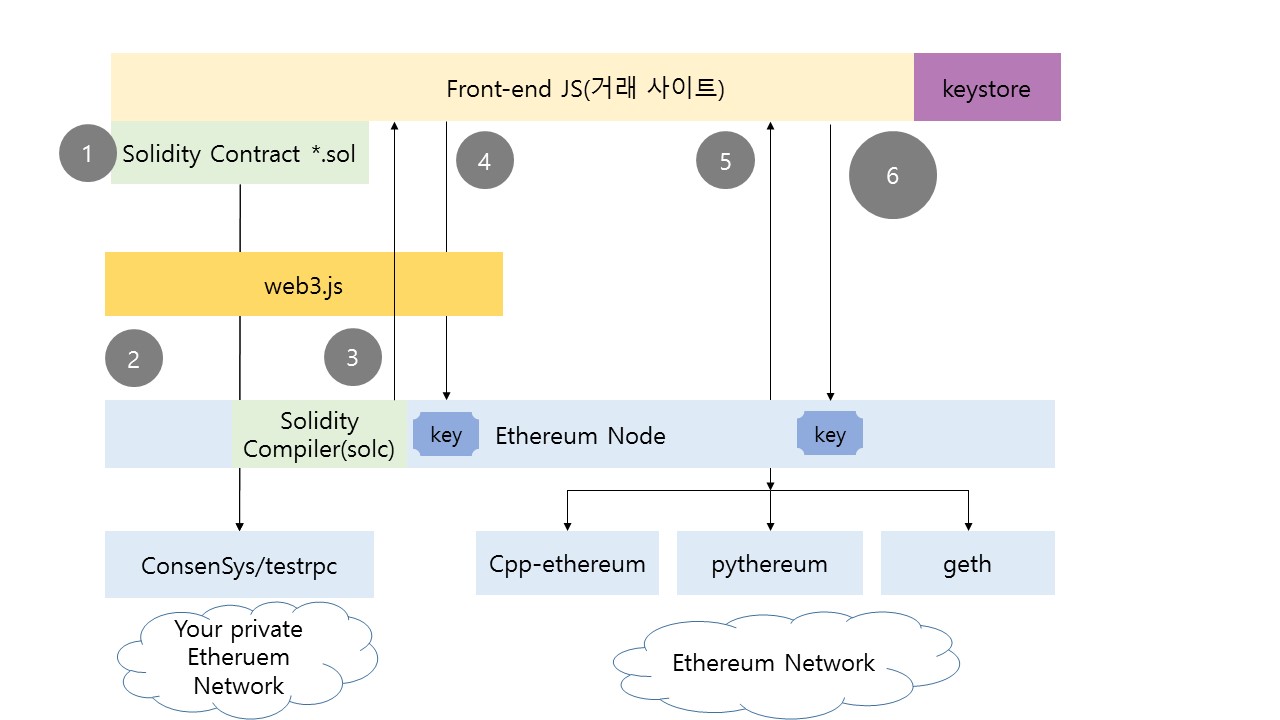 Front-end JS(거래 사이트)
keystore
1
Solidity Contract *.sol
4
5
6
web3.js
2
3
Solidity
Compiler(solc)
key
Ethereum Node
key
ConsenSys/testrpc
Cpp-ethereum
pythereum
geth
Your private
Etheruem
Network
Ethereum Network